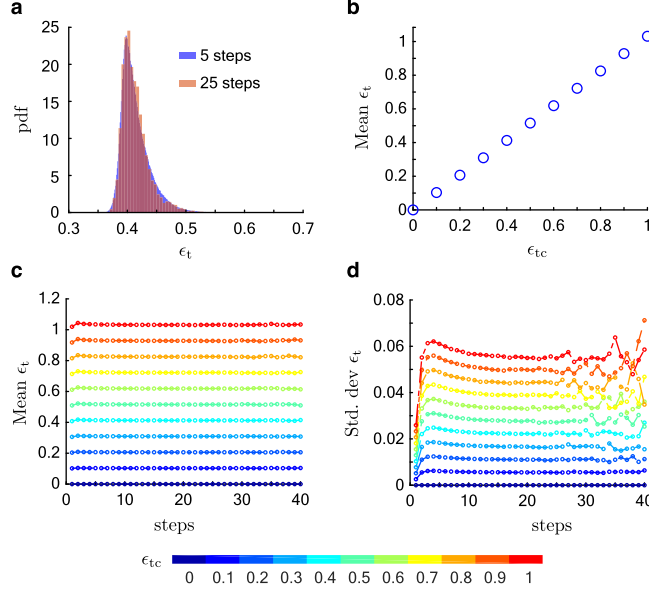 a
25
20
15
10
5
0
pdf
5 steps
25 steps
0.3 0.4 0.5 0.6 0.7
ϵt
b
1
0.8
0.6
0.4
0.2
0
Mean ϵt
0 0.2 0.4 0.6 0.8 1
ϵtc
c
1.2
1
0.8
0.6
0.4
0.2
0
Mean ϵt
0 10 20 30 40
steps
d
0.08
0.06
0.04
0.02
0
Std. dev ϵt
0 10 20 30 40
steps
ϵtc
0 0.1 0.2 0.3 0.4 0.5 0.6 0.7 0.8 0.9 1